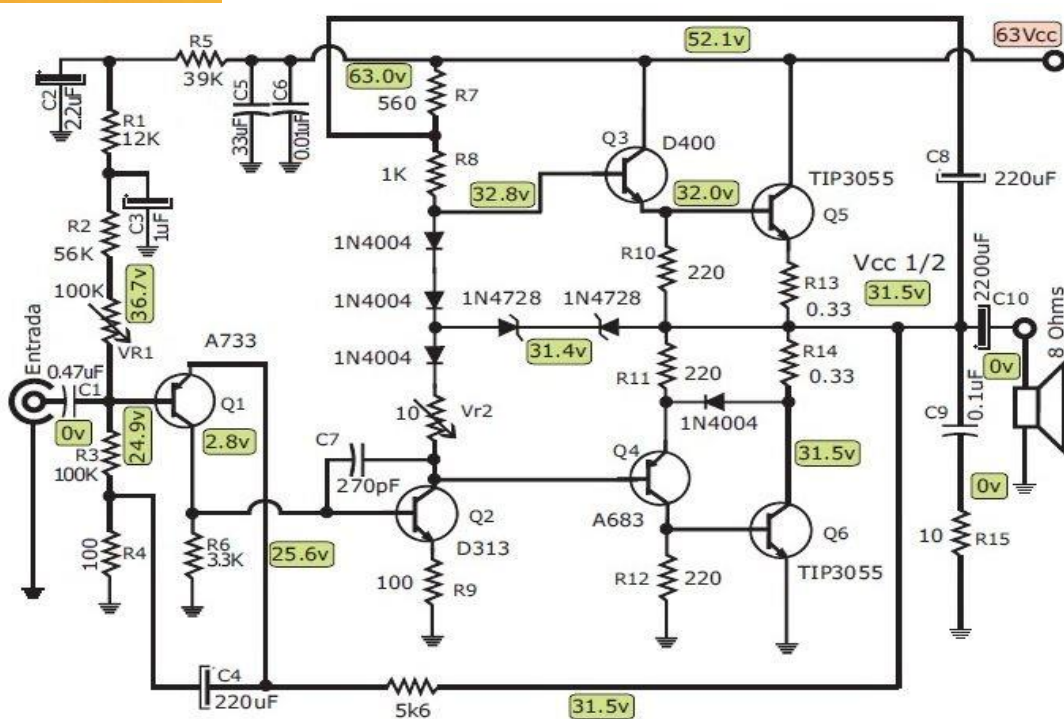 52.1v
63Vcc
R5
39K
C2
2.2uF
C5
33uF
C6
0.01uF
63.0v
560
R7
R1
12K
R8
1K
Q3
D400
C8
220uF
32.8v
32.0v
TIP3055
Q5
C3
1uF
R2
56K
1N4004
R10
220
R13
0.33
Vcc 1/2
31.5v
2200uF
C10
100K
36.7v
VR1
1N4004
1N4728
1N4728
31.4v
8 Ohms
Entrada
A733
1N4004
R11
220
R14
0.33
0v
0.47uF
C1
Q1
10
Vr2
1N4004
C9
0.1uF
0v
24.9v
2.8v
C7
270pF
Q4
31.5v
R3
100K
0v
A683
Q2
D313
Q6
TIP3055
10
R15
100
R4
R6
3.3K
25.6v
100
R9
R12
220
C4
220uF
5k6
31.5v